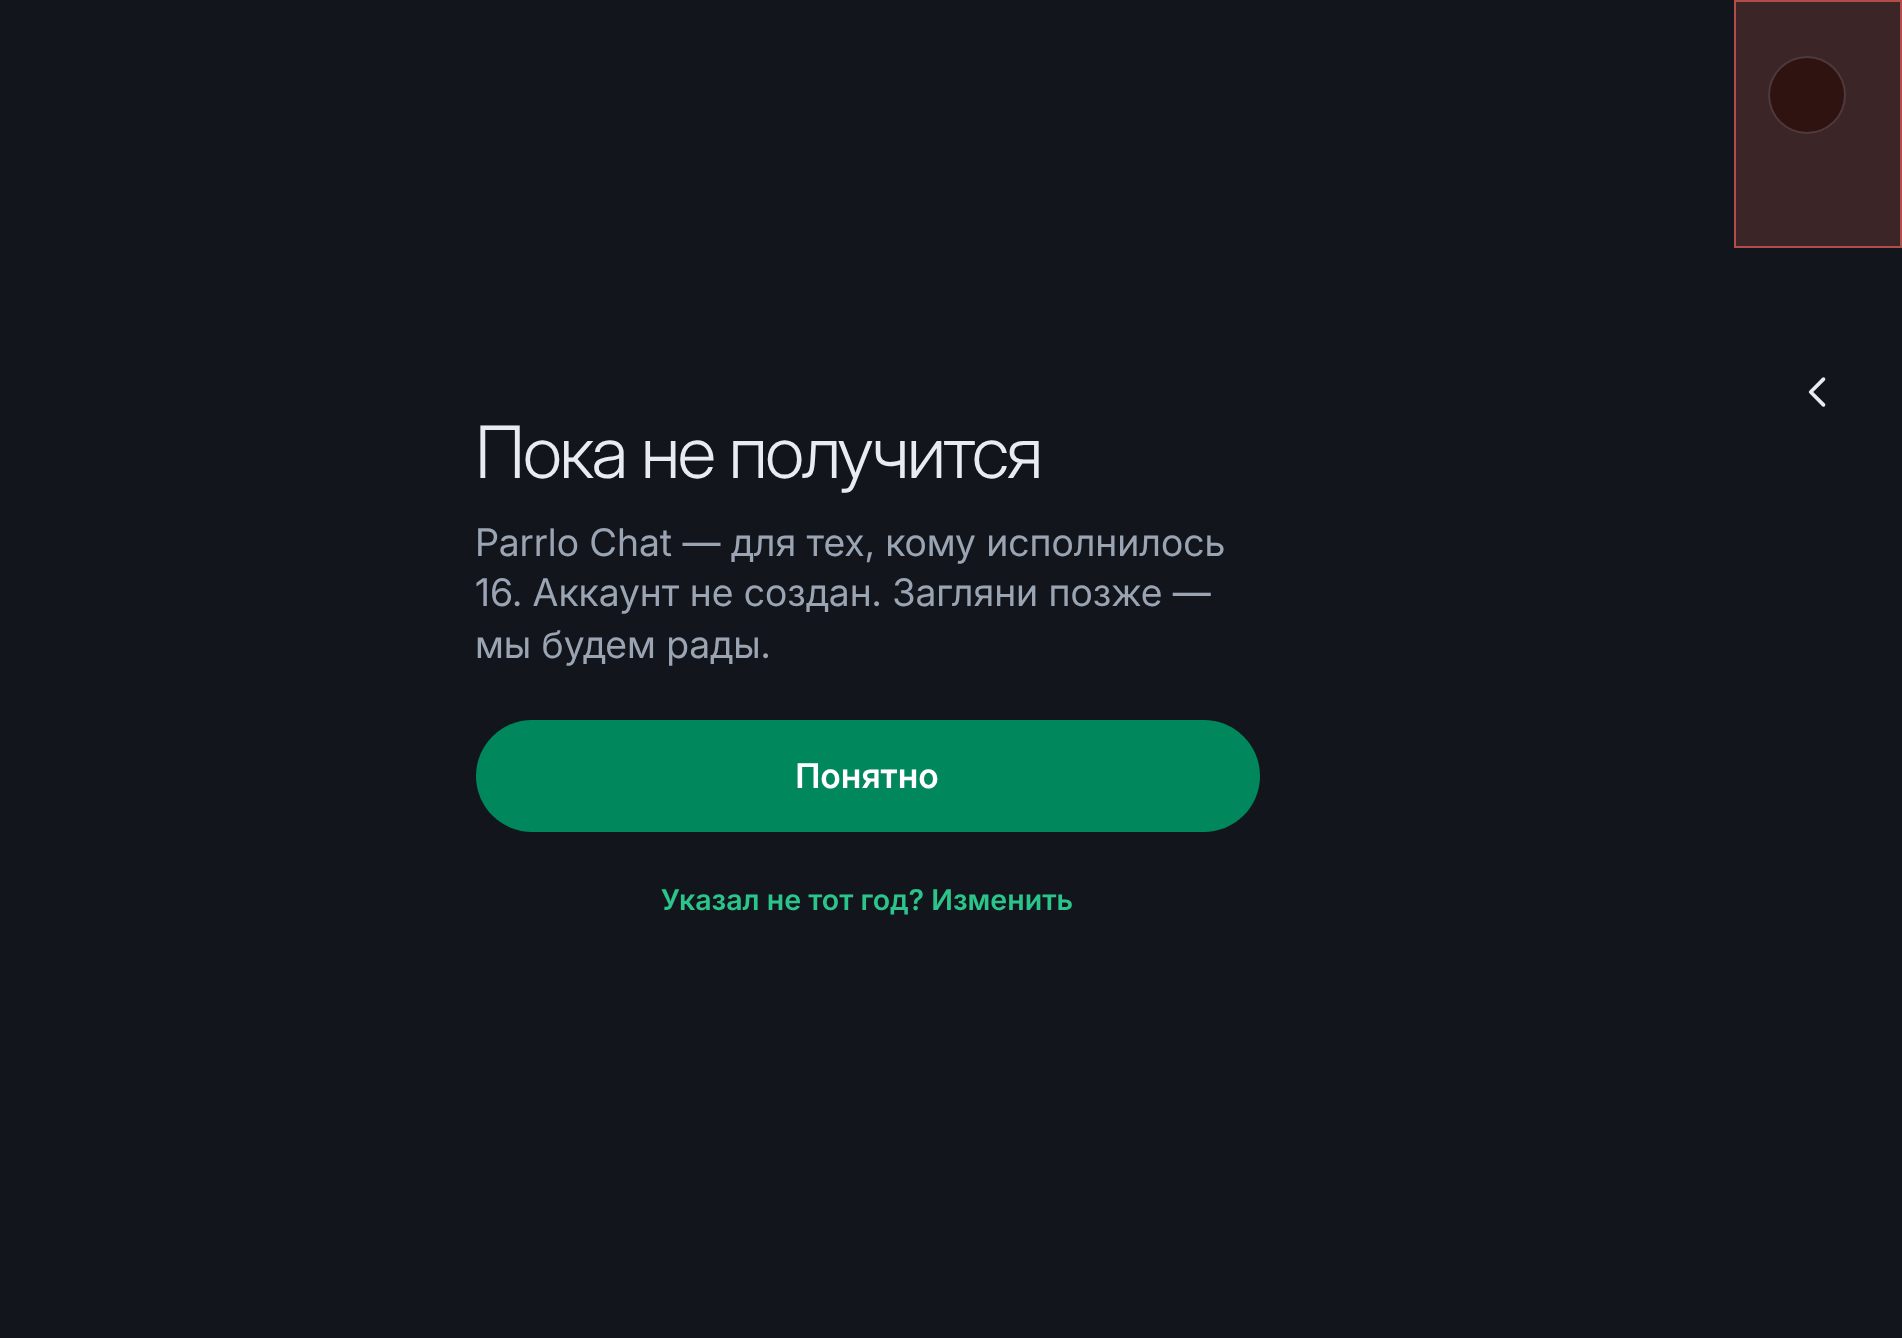 Пока не получится
Parrlo Chat — для тех, кому исполнилось
16. Аккаунт не создан. Загляни позже —
мы будем рады.
Понятно
Указал не тот год? Изменить